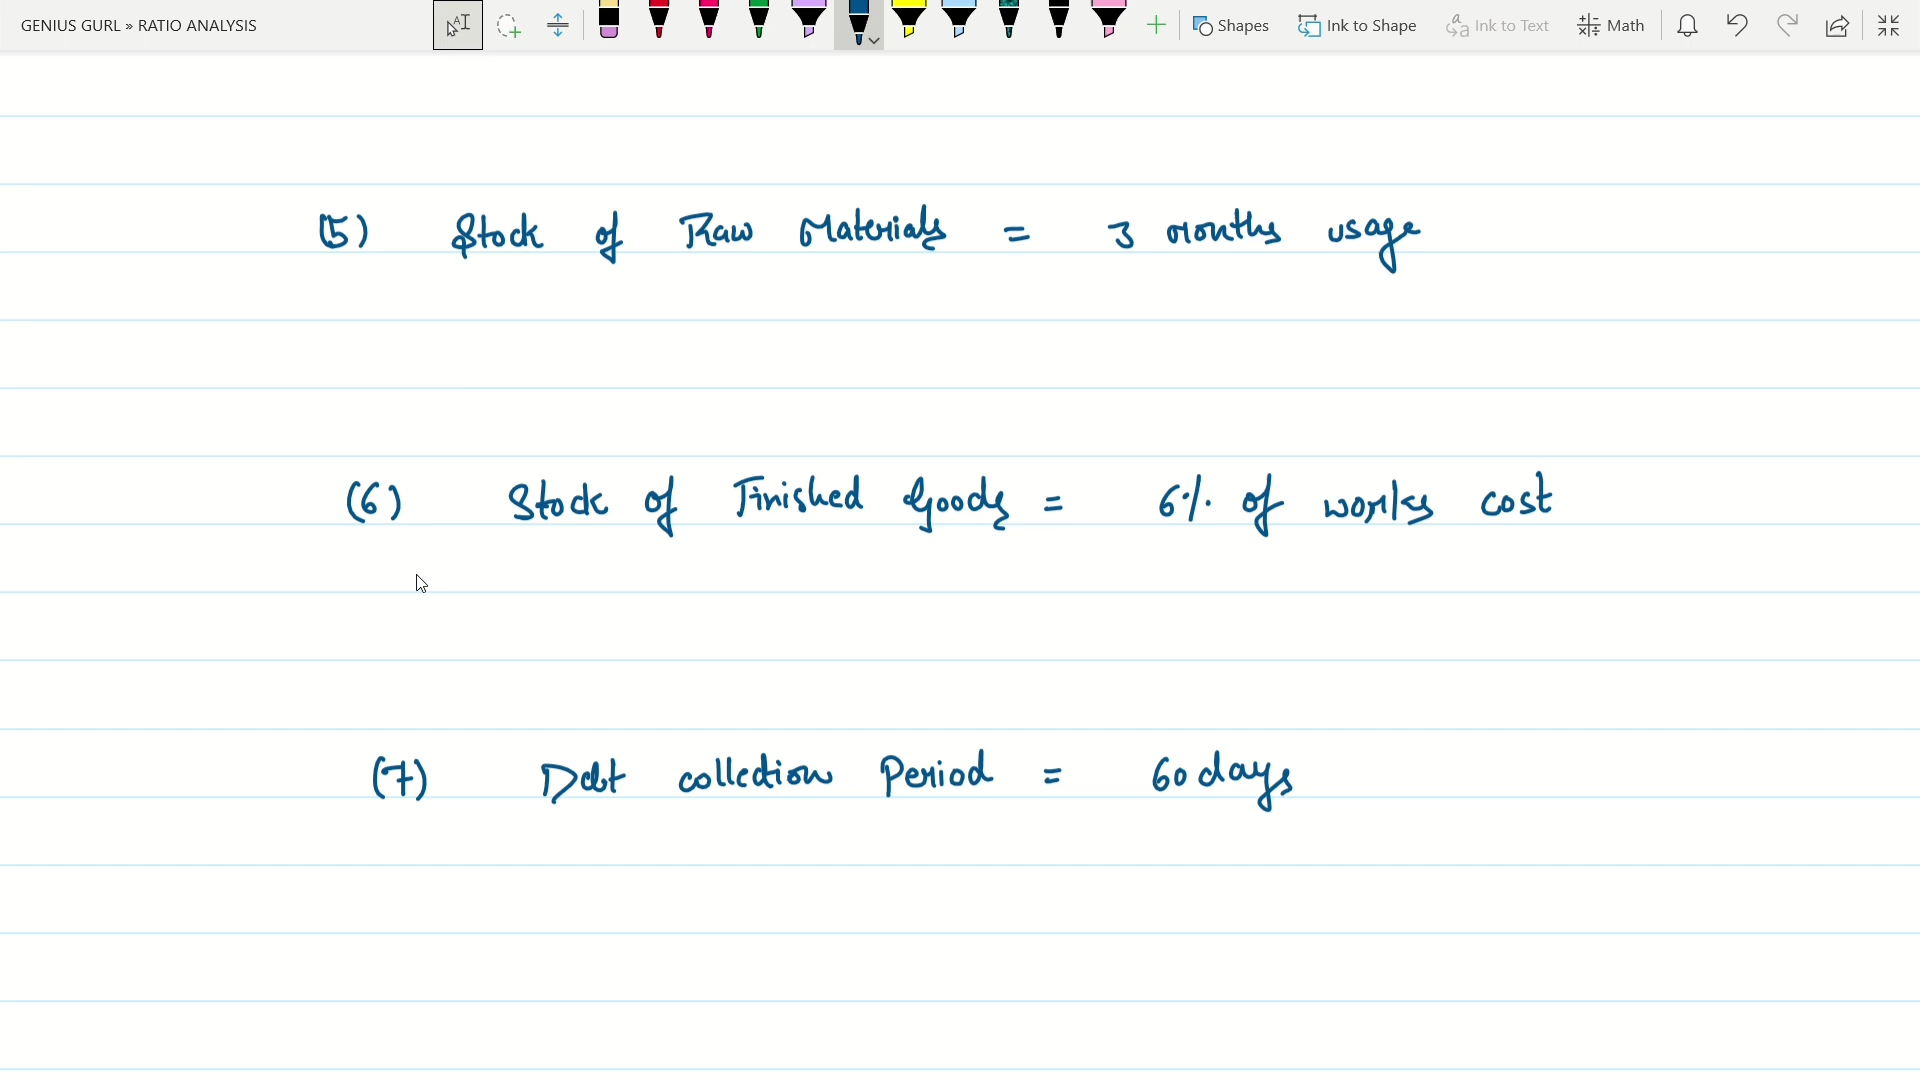 GENIUS GURL » RATIO ANALYSIS Shapes Ink to Shape Ink to Text Math
(5) Stock of Raw Materials = 3 months usage
(6) Stock of Finished Goods = 6% of works cost
(7) Debt collection Period = 60 days